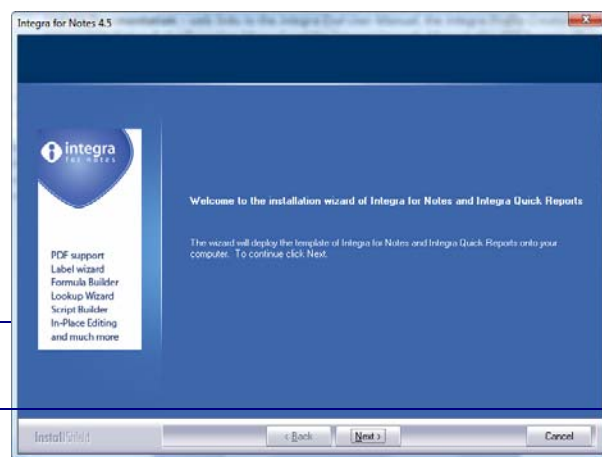 Integra for Notes 4.5
integra
for notes
Welcome to the installation wizard of Integra for Notes and Integra Quick Reports
The wizard will deploy the template of Integra for Notes and Integra Quick Reports onto your
computer. To continue click Next.
PDF support
Label wizard
Formula Builder
Lookup Wizard
Script Builder
In-Place Editing
and much more
InstallShield
< Back
Next >
Cancel